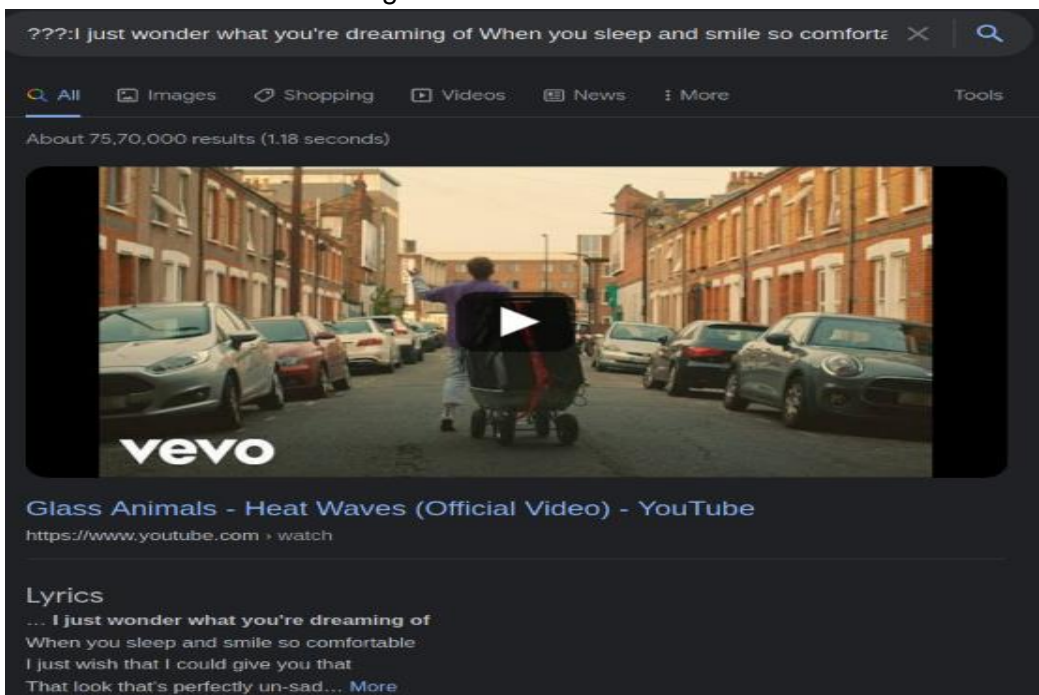 ???:I just wonder what you're dreaming of When you sleep and smile so comforta
All Images Shopping Videos News More Tools
About 75,70,000 results (1.18 seconds)
vevo
Glass Animals - Heat Waves (Official Video) - YouTube
https://www.youtube.com › watch
Lyrics
... I just wonder what you're dreaming of
When you sleep and smile so comfortable
I just wish that I could give you that
That look that's perfectly un-sad... More